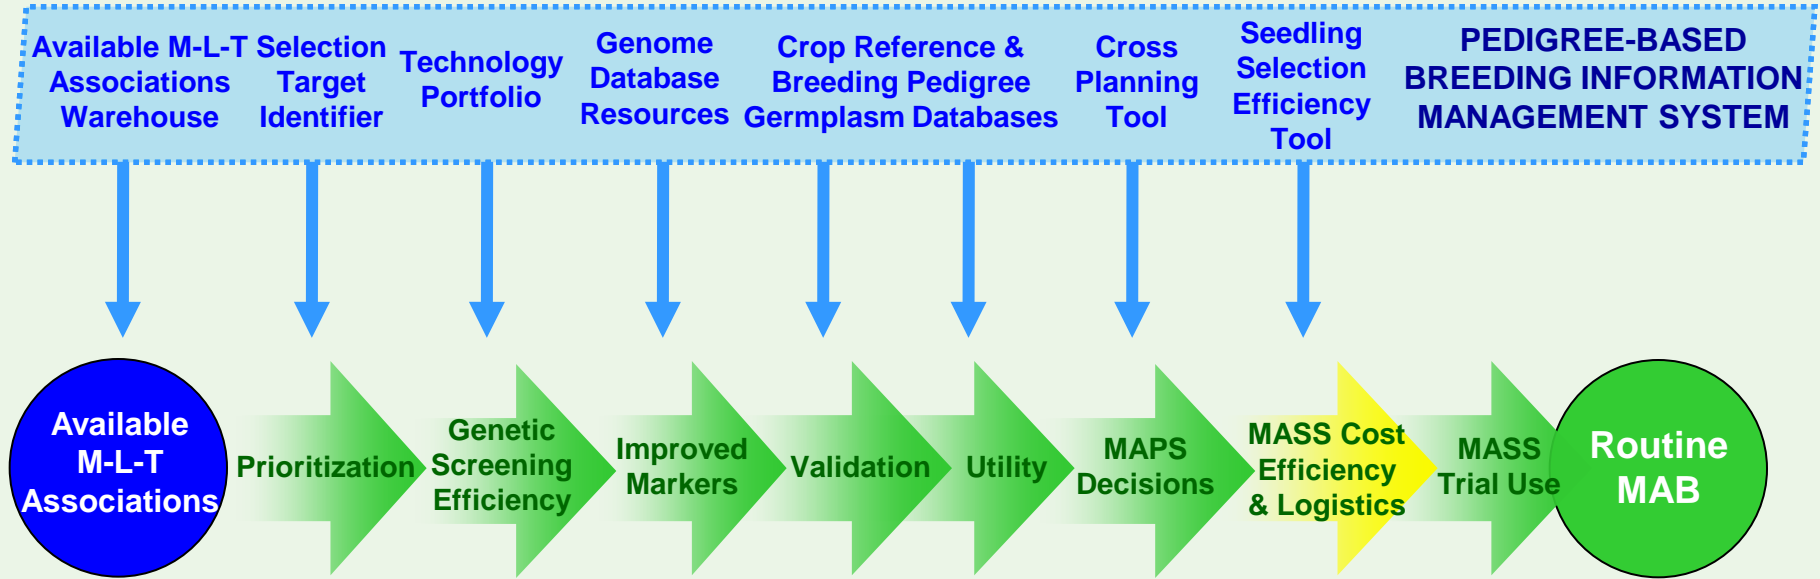 Available M-L-T
Associations
Warehouse
Selection
Target
Identifier
Technology
Portfolio
Genome
Database
Resources
Crop Reference &
Breeding Pedigree
Germplasm Databases
Cross
Planning
Tool
Seedling
Selection
Efficiency
Tool
PEDIGREE-BASED
BREEDING INFORMATION
MANAGEMENT SYSTEM
Available
M-L-T
Associations
Prioritization
Genetic
Screening
Efficiency
Improved
Markers
Validation
Utility
MAPS
Decisions
MASS Cost
Efficiency
& Logistics
MASS
Trial Use
Routine
MAB